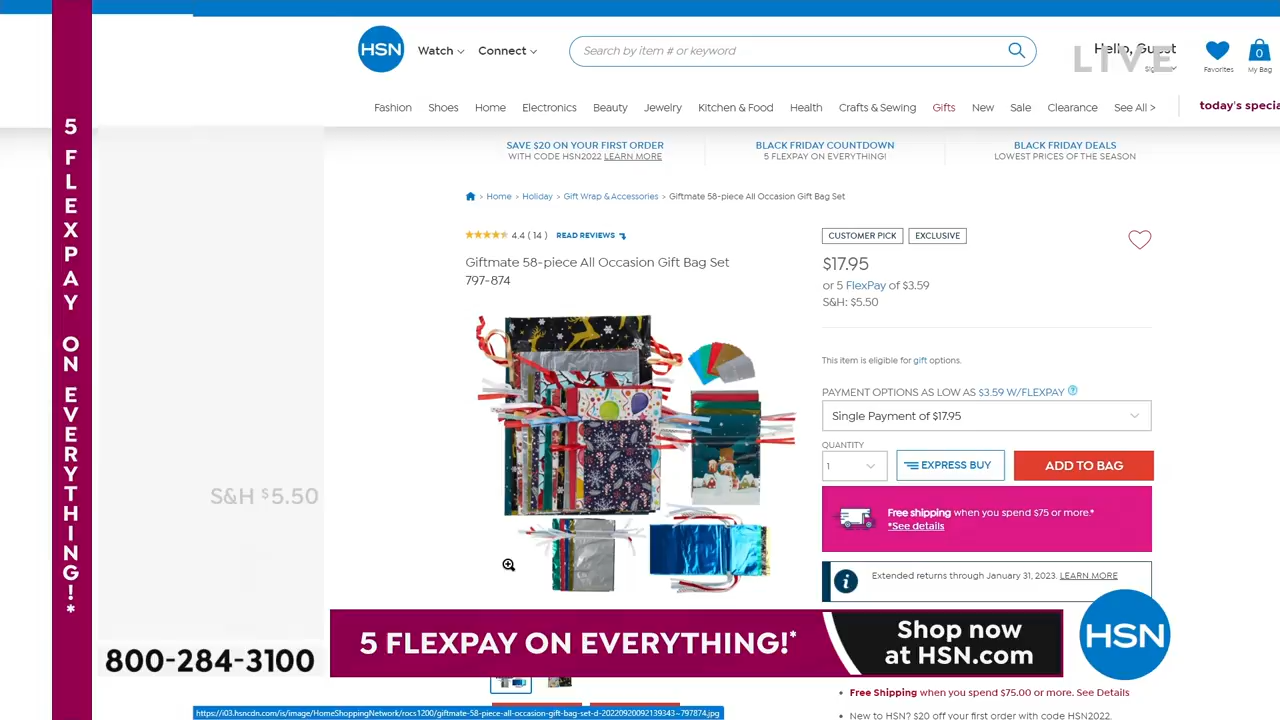 HSN
Watch
Connect
Search by item # or keyword
Hello, Guest
LIVE
Favorites
0
My Bag
Fashion
Shoes
Home
Electronics
Beauty
Jewelry
Kitchen & Food
Health
Crafts & Sewing
Gifts
New
Sale
Clearance
See All >
today's specia
SAVE $20 ON YOUR FIRST ORDER
WITH CODE HSN2022 LEARN MORE
BLACK FRIDAY COUNTDOWN
5 FLEXPAY ON EVERYTHING!
BLACK FRIDAY DEALS
LOWEST PRICES OF THE SEASON
5 FLEXPAY ON EVERYTHING!*
> Home > Holiday > Gift Wrap & Accessories > Giftmate 58-piece All Occasion Gift Bag Set
4.4 ( 14 ) READ REVIEWS
Giftmate 58-piece All Occasion Gift Bag Set
797-874
CUSTOMER PICK
EXCLUSIVE
$17.95
or 5 FlexPay of $3.59
S&H: $5.50
This item is eligible for gift options.
PAYMENT OPTIONS AS LOW AS $3.59 W/FLEXPAY ?
Single Payment of $17.95
QUANTITY
1
EXPRESS BUY
ADD TO BAG
Free shipping when you spend $75 or more.*
*See details
Extended returns through January 31, 2023. LEARN MORE
S&H $5.50
800-284-3100
5 FLEXPAY ON EVERYTHING!*
Shop now
at HSN.com
HSN
Free Shipping when you spend $75.00 or more. See Details
New to HSN? $20 off your first order with code HSN2022.
https://i03.hsncdn.com/is/image/HomeShoppingNetwork/rocs1200/giftmate-58-piece-all-occasion-gift-bag-set-d-20220920092139343~797874.jpg